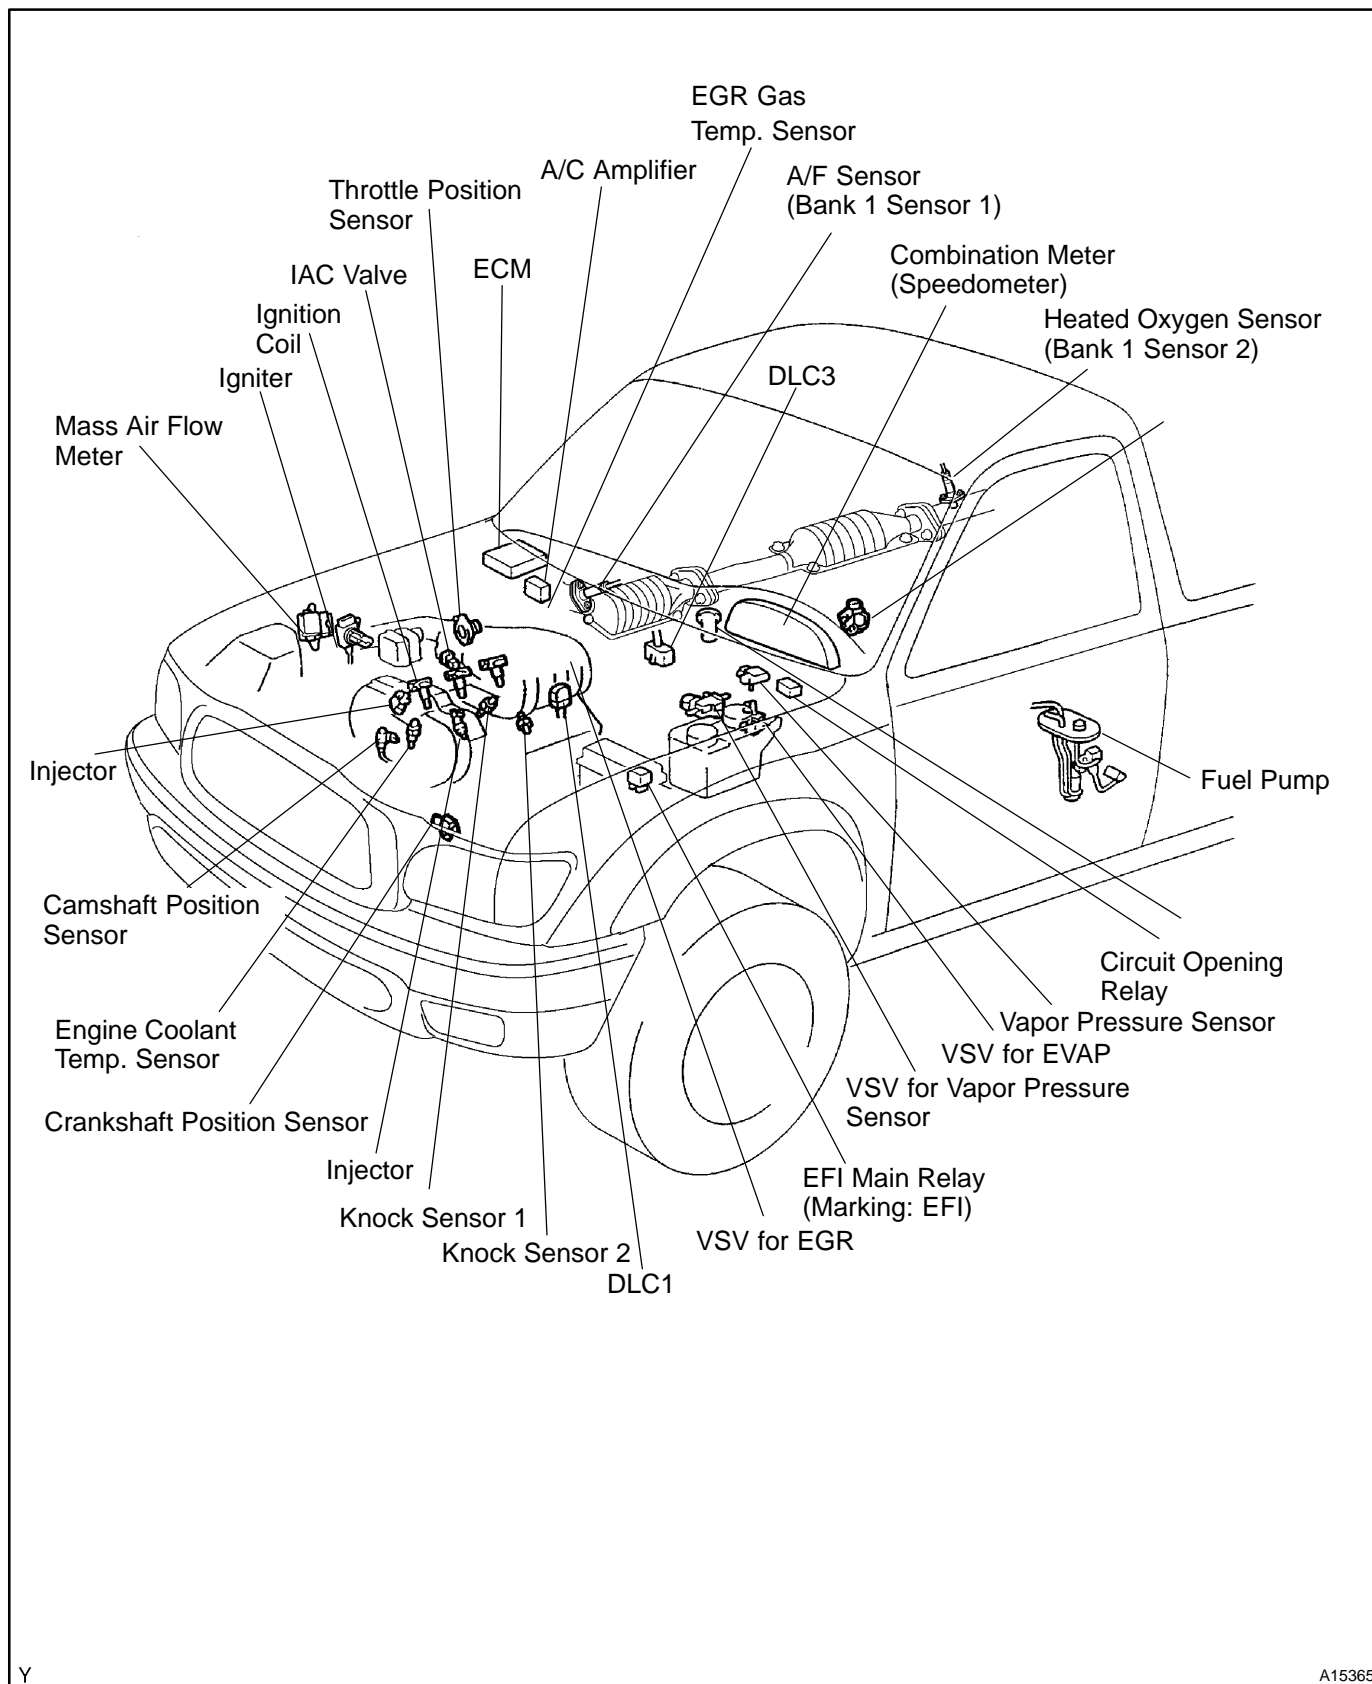 EGR Gas
Temp. Sensor
A/C Amplifier
A/F Sensor
(Bank 1 Sensor 1)
Throttle Position
Sensor
Combination Meter
(Speedometer)
IAC Valve
ECM
Ignition
Coil
Heated Oxygen Sensor
(Bank 1 Sensor 2)
Igniter
DLC3
Mass Air Flow
Meter
Injector
Fuel Pump
Camshaft Position
Sensor
Circuit Opening
Relay
Engine Coolant
Temp. Sensor
Vapor Pressure Sensor
VSV for EVAP
VSV for Vapor Pressure
Sensor
Crankshaft Position Sensor
Injector
EFI Main Relay
(Marking: EFI)
Knock Sensor 1
VSV for EGR
Knock Sensor 2
DLC1
Y
A15365